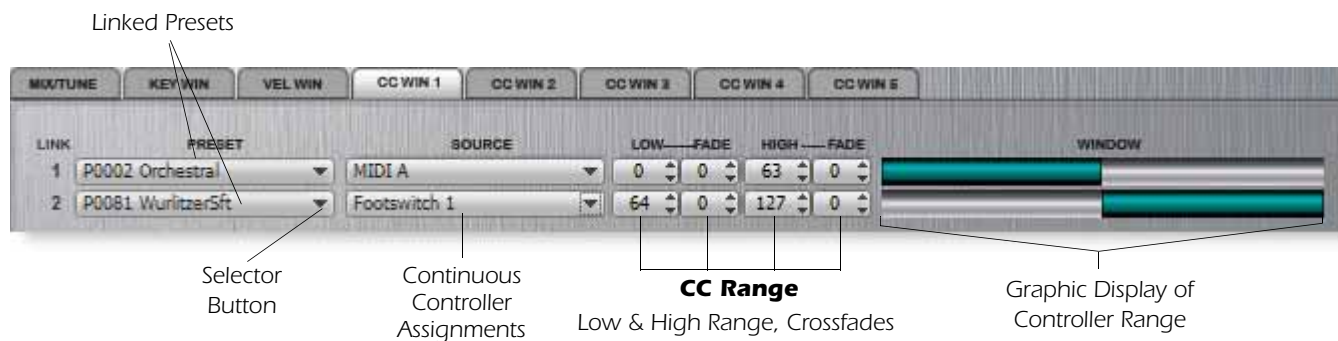 Linked Presets
MIX/TUNE KEY WIN VEL WIN CC WIN 1 CC WIN 2 CC WIN 3 CC WIN 4 CC WIN 5
LINK PRESET SOURCE LOW FADE HIGH FADE WINDOW
1 P0002 Orchestral MIDI A 0 0 63 0
2 P0081 WurlitzerSft Footswitch 1 64 0 127 0
Selector
Button
Continuous
Controller
Assignments
CC Range
Low & High Range, Crossfades
Graphic Display of
Controller Range